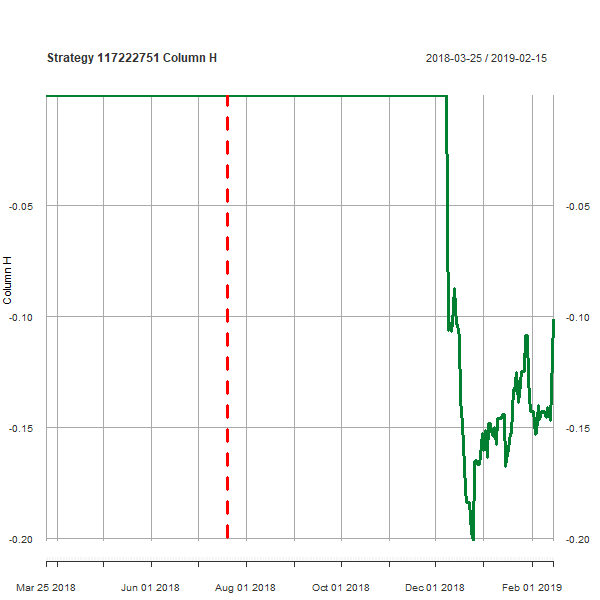 Strategy 117222751 Column H
2018-03-25 / 2019-02-15
-0.05
-0.05
Column H
-0.10
-0.10
-0.15
-0.15
-0.20
-0.20
Mar 25 2018
Jun 01 2018
Aug 01 2018
Oct 01 2018
Dec 01 2018
Feb 01 2019